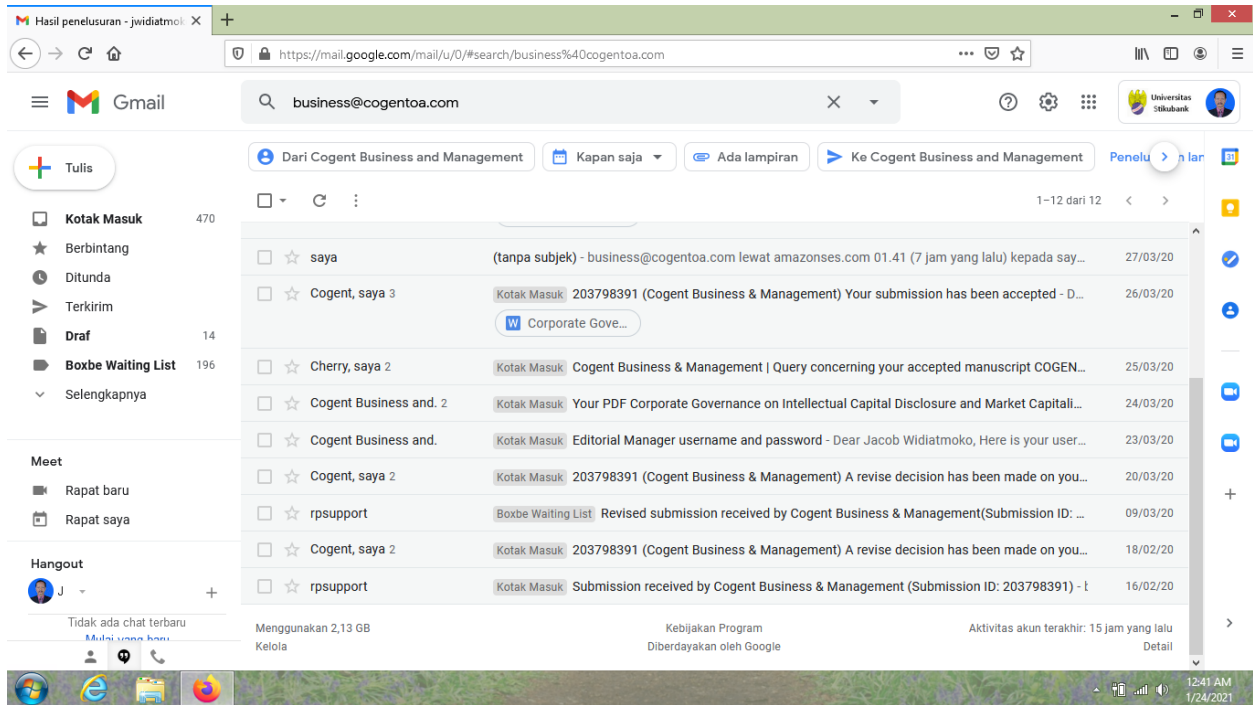 Hasil penelusuran - jwidiatmok
https://mail.google.com/mail/u/0/#search/business%40cogentoa.com
Gmail
business@cogentoa.com
Universitas
Stikubank
Tulis
Dari Cogent Business and Management
Kapan saja
Ada lampiran
Ke Cogent Business and Management
Penelu
n lan
31
1–12 dari 12
Kotak Masuk 470
Berbintang
Ditunda
Terkirim
Draf 14
Boxbe Waiting List 196
Selengkapnya
saya (tanpa subjek) - business@cogentoa.com lewat amazonses.com 01.41 (7 jam yang lalu) kepada say… 27/03/20
Cogent, saya 3 Kotak Masuk 203798391 (Cogent Business & Management) Your submission has been accepted - D… 26/03/20
W Corporate Gove…
Cherry, saya 2 Kotak Masuk Cogent Business & Management | Query concerning your accepted manuscript COGEN… 25/03/20
Cogent Business and. 2 Kotak Masuk Your PDF Corporate Governance on Intellectual Capital Disclosure and Market Capitali… 24/03/20
Cogent Business and. Kotak Masuk Editorial Manager username and password - Dear Jacob Widiatmoko, Here is your user… 23/03/20
Cogent, saya 2 Kotak Masuk 203798391 (Cogent Business & Management) A revise decision has been made on you… 20/03/20
rpsupport Boxbe Waiting List Revised submission received by Cogent Business & Management(Submission ID: … 09/03/20
Cogent, saya 2 Kotak Masuk 203798391 (Cogent Business & Management) A revise decision has been made on you… 18/02/20
rpsupport Kotak Masuk Submission received by Cogent Business & Management (Submission ID: 203798391) - 16/02/20
Meet
Rapat baru
Rapat saya
Hangout
J
Tidak ada chat terbaru
Mulai yang baru
Menggunakan 2,13 GB
Kelola
Kebijakan Program
Diberdayakan oleh Google
Aktivitas akun terakhir: 15 jam yang lalu
Detail
12:41 AM
1/24/2021